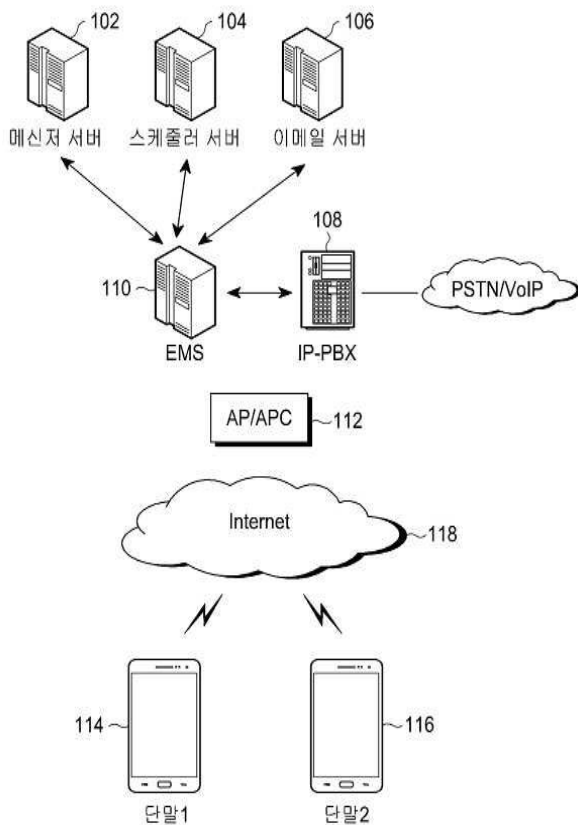 102
104
106
메신저 서버
스케줄러 서버
이메일 서버
108
110
PSTN/VoIP
EMS
IP-PBX
AP/APC
112
Internet
118
114
116
단말1
단말2